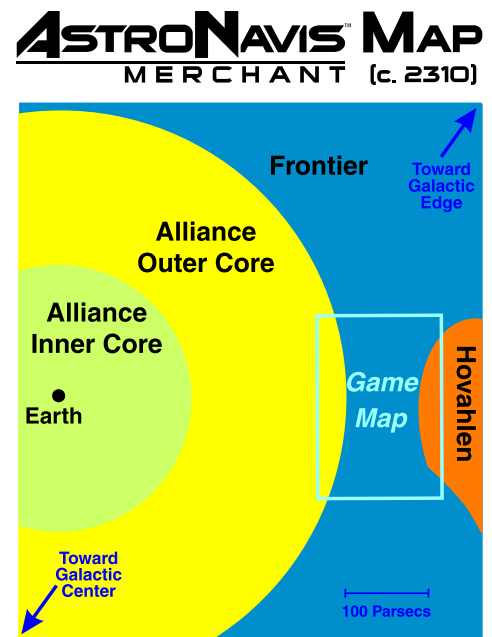 ASTRONAVIS™ MAP
MERCHANT (c. 2310)
Frontier
Toward
Galactic
Edge
Alliance
Outer Core
Alliance
Inner Core
Earth
Game
Map
Hovahlen
Toward
Galactic
Center
100 Parsecs